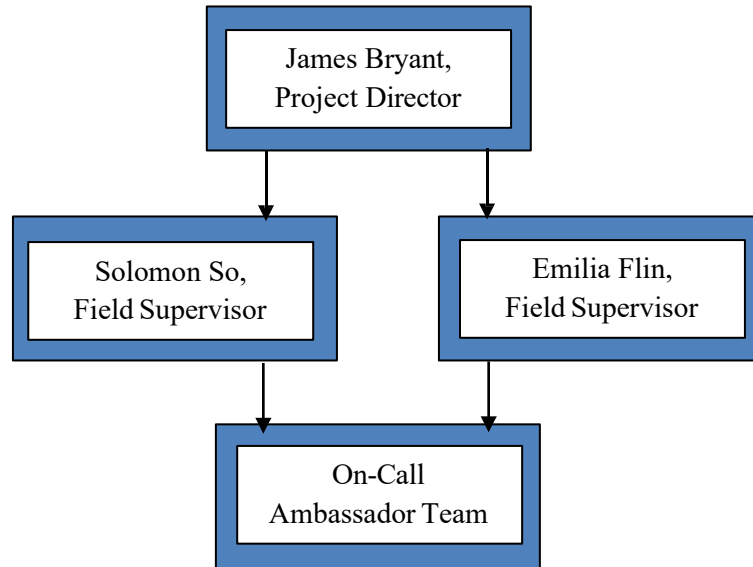 James Bryant,
Project Director
Solomon So,
Field Supervisor
Emilia Flin,
Field Supervisor
On-Call
Ambassador Team